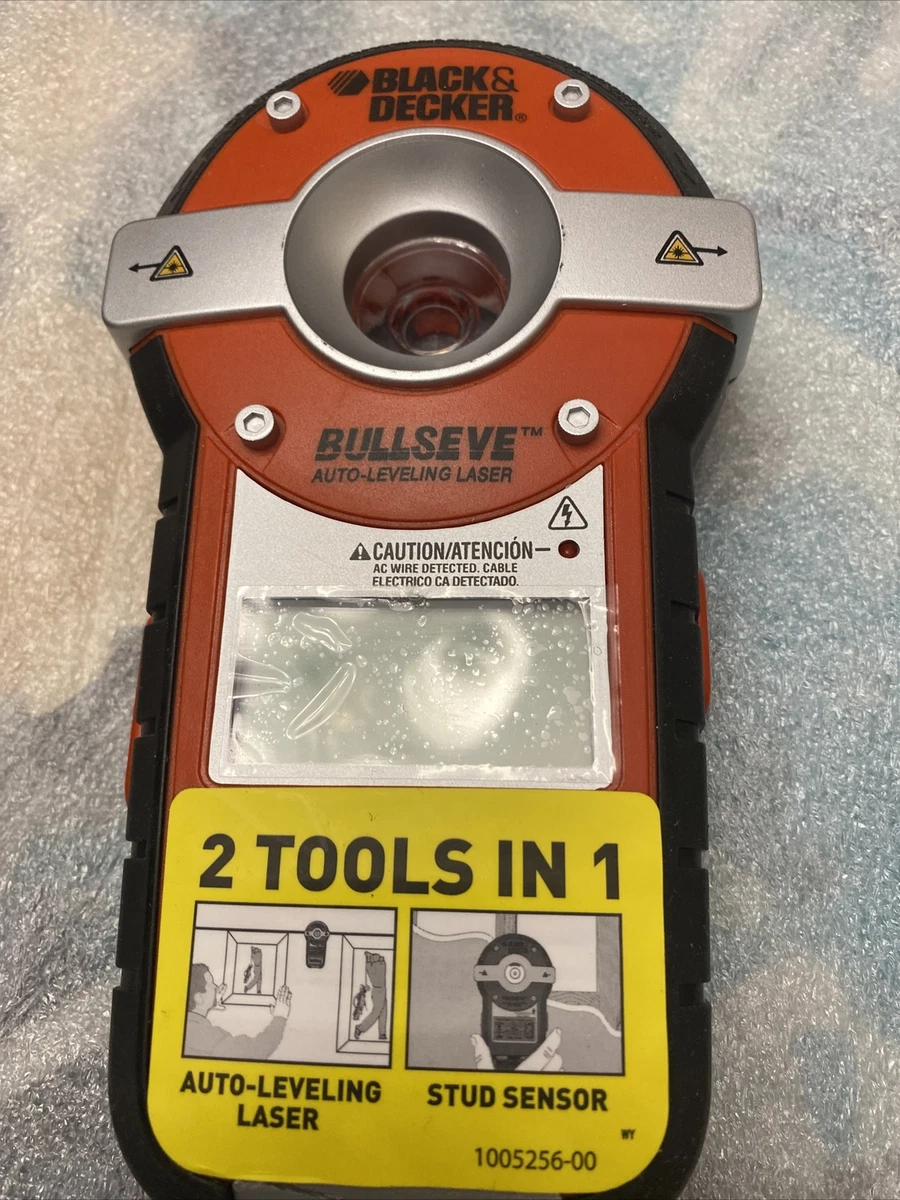 BLACK&
DECKER®
BULLSEYE™
AUTO-LEVELING LASER
CAUTION/ATENCIÓN
AC WIRE DETECTED. CABLE
ELECTRICO CA DETECTADO.
2 TOOLS IN 1
AUTO-LEVELING
LASER
STUD SENSOR
WY
1005256-00